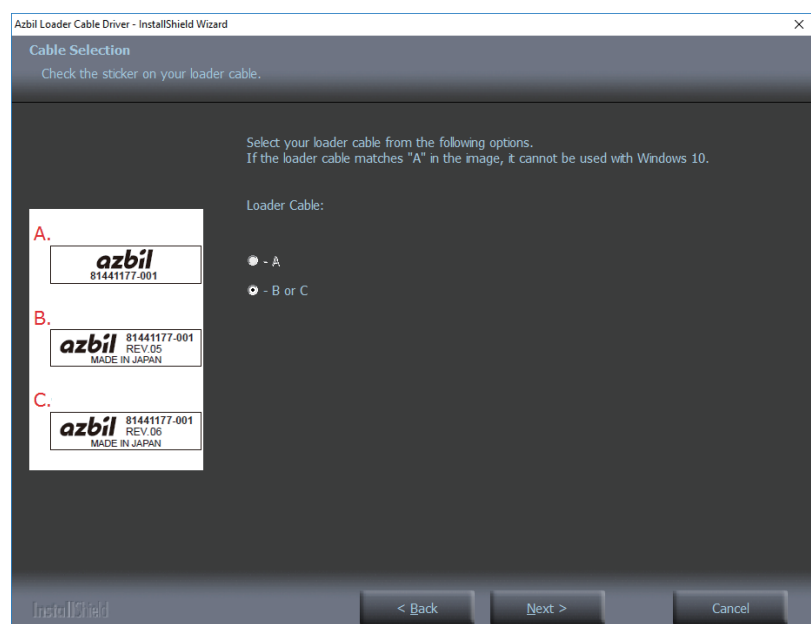 Azbil Loader Cable Driver - InstallShield Wizard
Cable Selection
Check the sticker on your loader cable.
Select your loader cable from the following options.
If the loader cable matches "A" in the image, it cannot be used with Windows 10.
Loader Cable:
- A
- B or C
A.
azbil
81441177-001
B.
azbil 81441177-001
REV.05
MADE IN JAPAN
C.
azbil 81441177-001
REV.06
MADE IN JAPAN
InstallShield
< Back
Next >
Cancel